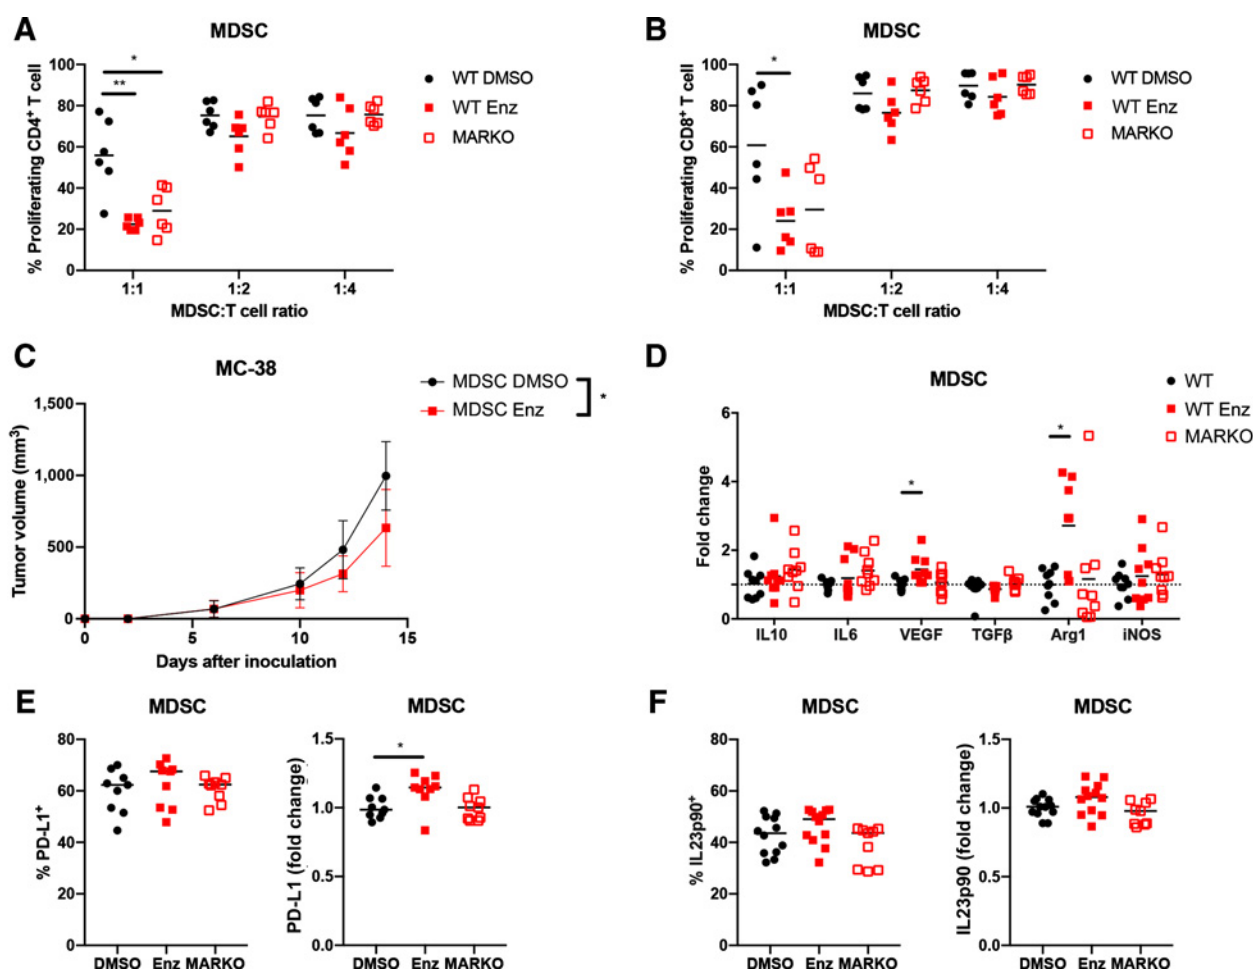 A
MDSC
% Proliferating CD4+ T cell
100
80
60
40
20
0
*
**
WT DMSO
WT Enz
MARKO
1:1
1:2
1:4
MDSC:T cell ratio
B
MDSC
% Proliferating CD8+ T cell
100
80
60
40
20
0
*
WT DMSO
WT Enz
MARKO
1:1
1:2
1:4
MDSC:T cell ratio
C
MC-38
Tumor volume (mm3)
1,500
1,000
500
0
MDSC DMSO
MDSC Enz
*
0
5
10
15
Days after inoculation
D
MDSC
Fold change
6
4
2
0
*
*
WT
WT Enz
MARKO
IL10
IL6
VEGF
TGFβ
Arg1
iNOS
E
MDSC
% PD-L1+
80
60
40
20
0
DMSO
Enz
MARKO
MDSC
PD-L1 (fold change)
1.5
1.0
0.5
0.0
*
DMSO
Enz
MARKO
F
MDSC
% IL23p90+
80
60
40
20
0
DMSO
Enz
MARKO
MDSC
IL23p90 (fold change)
1.5
1.0
0.5
0.0
DMSO
Enz
MARKO